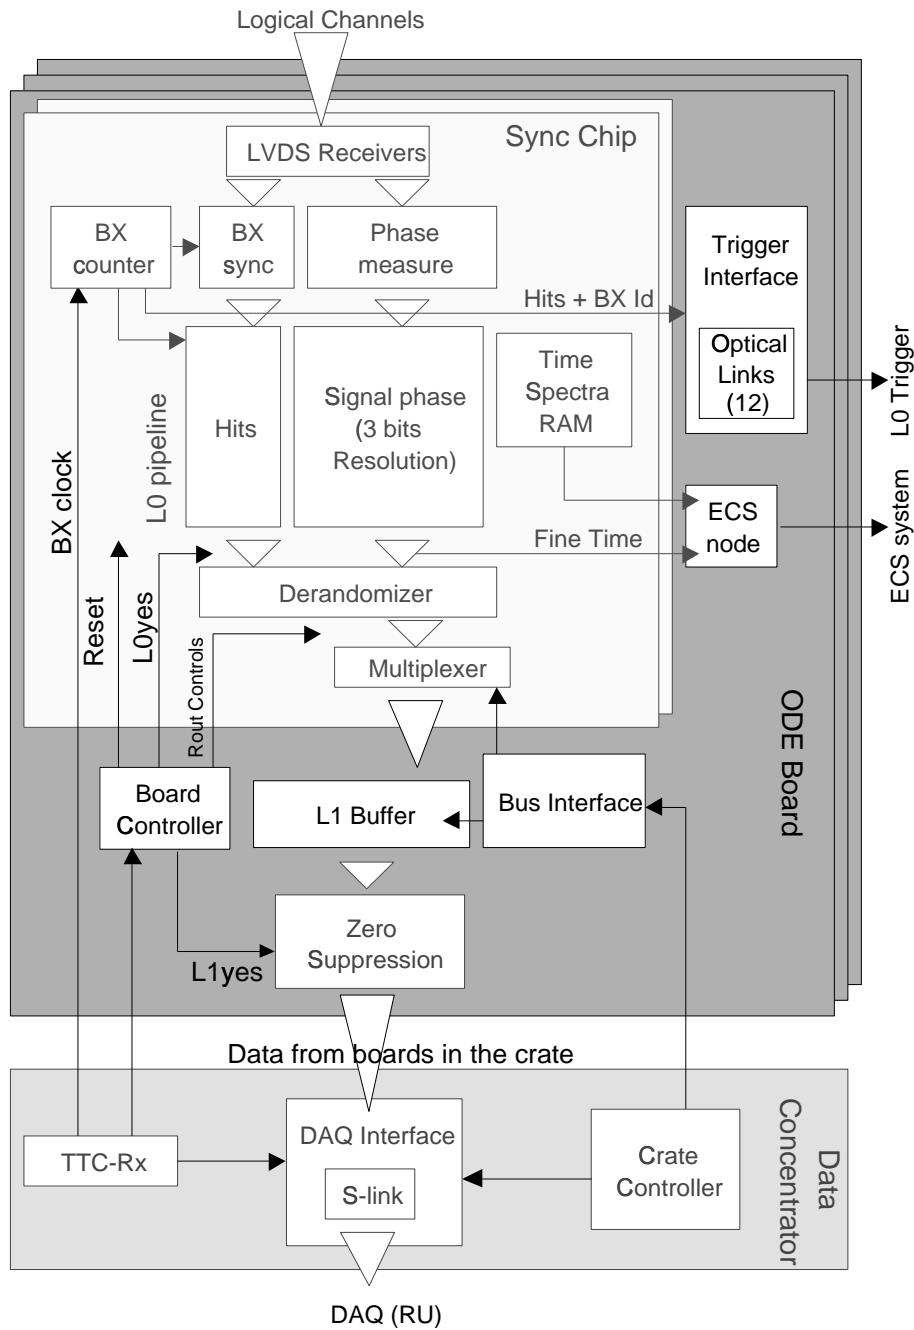 Logical Channels
Sync Chip
LVDS Receivers
BX
counter
BX
sync
Phase
measure
Trigger
Interface
Hits + BX Id
Optical
Links
(12)
L0 Trigger
Time
Spectra
RAM
Signal phase
(3 bits
Resolution)
Hits
L0 pipeline
BX clock
ECS
node
ECS system
Fine Time
Derandomizer
Reset
L0yes
Rout Controls
Multiplexer
ODE Board
Board
Controller
L1 Buffer
Bus Interface
Zero
Suppression
L1yes
Data from boards in the crate
Data
Concentrator
TTC-Rx
DAQ Interface
S-link
Crate
Controller
DAQ (RU)